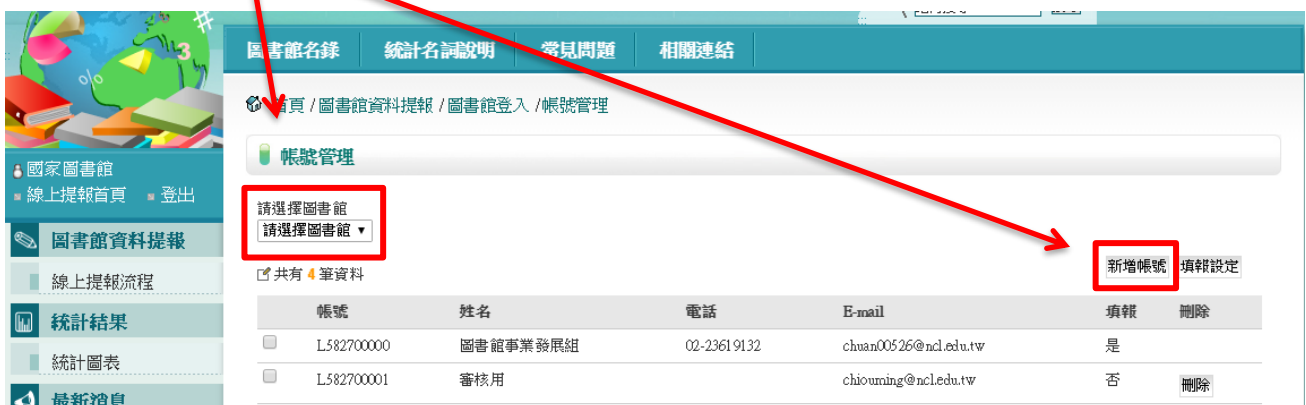 圖書館名錄 統計名詞說明 常見問題 相關連結
首頁 / 圖書館資料提報 / 圖書館登入 /帳號管理
帳號管理
國家圖書館
線上提報首頁 登出
圖書館資料提報
線上提報流程
統計結果
統計圖表
最新消息
請選擇圖書館
請選擇圖書館 ▼
共有 4 筆資料
新增帳號 填報設定
帳號 姓名 電話 E-mail 填報 刪除
L582700000 圖書館事業發展組 02-23619132 chuan00526@ncl.edu.tw 是
L582700001 審核用 chiouming@ncl.edu.tw 否 刪除